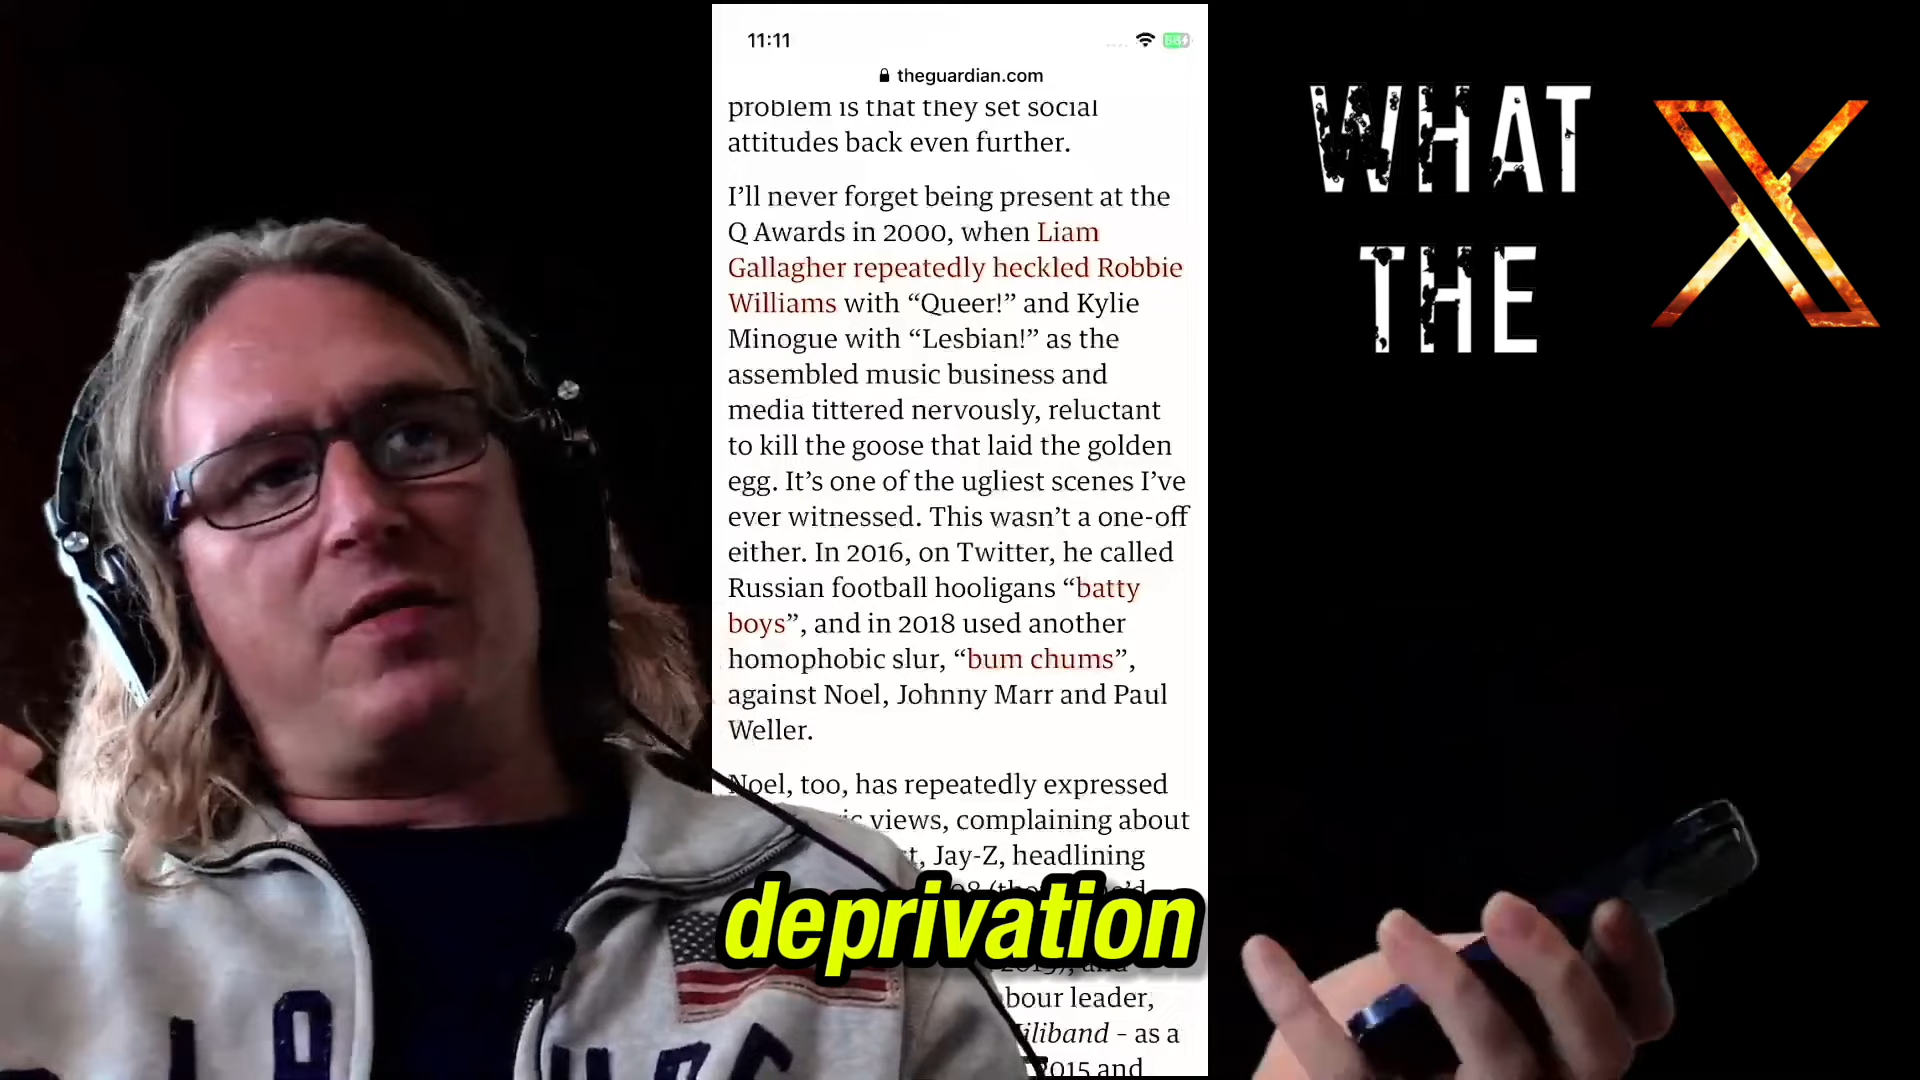 11:11
theguardian.com
problem is that they set social
attitudes back even further.
I'll never forget being present at the
Q Awards in 2000, when Liam
Gallagher repeatedly heckled Robbie
Williams with “Queer!” and Kylie
Minogue with “Lesbian!” as the
assembled music business and
media tittered nervously, reluctant
to kill the goose that laid the golden
egg. It's one of the ugliest scenes I've
ever witnessed. This wasn't a one-off
either. In 2016, on Twitter, he called
Russian football hooligans “batty
boys”, and in 2018 used another
homophobic slur, “bum chums”,
against Noel, Johnny Marr and Paul
Weller.
Noel, too, has repeatedly expressed
views, complaining about
Jay-Z, headlining
deprivation
and
leader,
– as a
2015 and
WHAT
THE
X